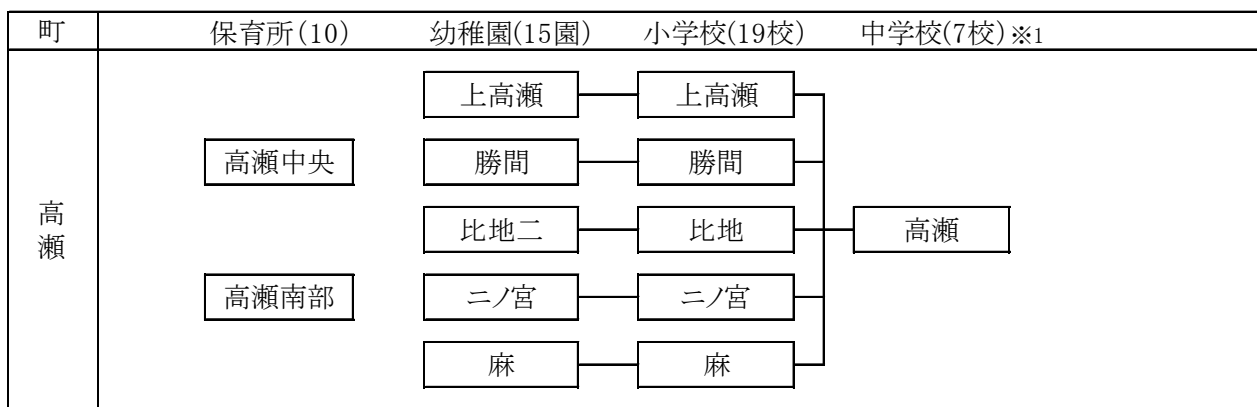 町 保育所(10) 幼稚園(15園) 小学校(19校) 中学校(7校)※1
上高瀬 上高瀬
高瀬中央 勝間 勝間
高瀬 比地二 比地 高瀬
高瀬南部 二ノ宮 二ノ宮
麻 麻